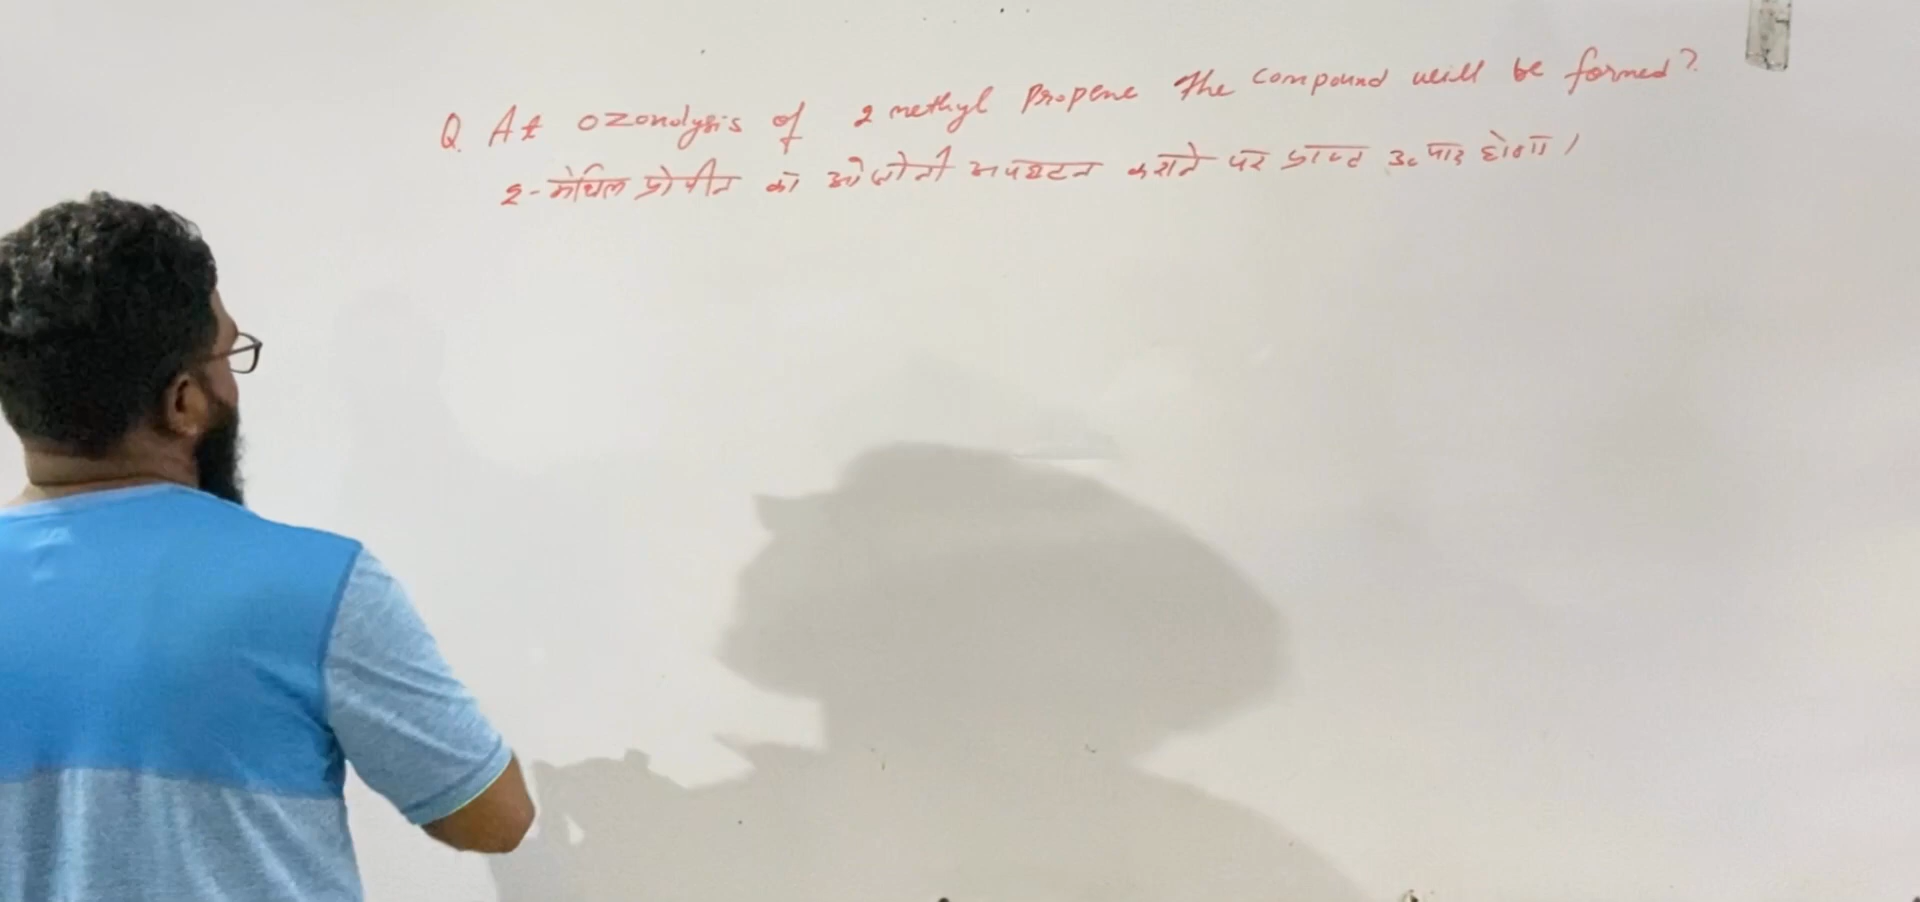 Q. At ozonolysis of 2 methyl Propene the compound will be formed?
2-मेथिल प्रोपीन का ओजोनी अपघटन कराने पर प्राप्त उत्पाद होगा।